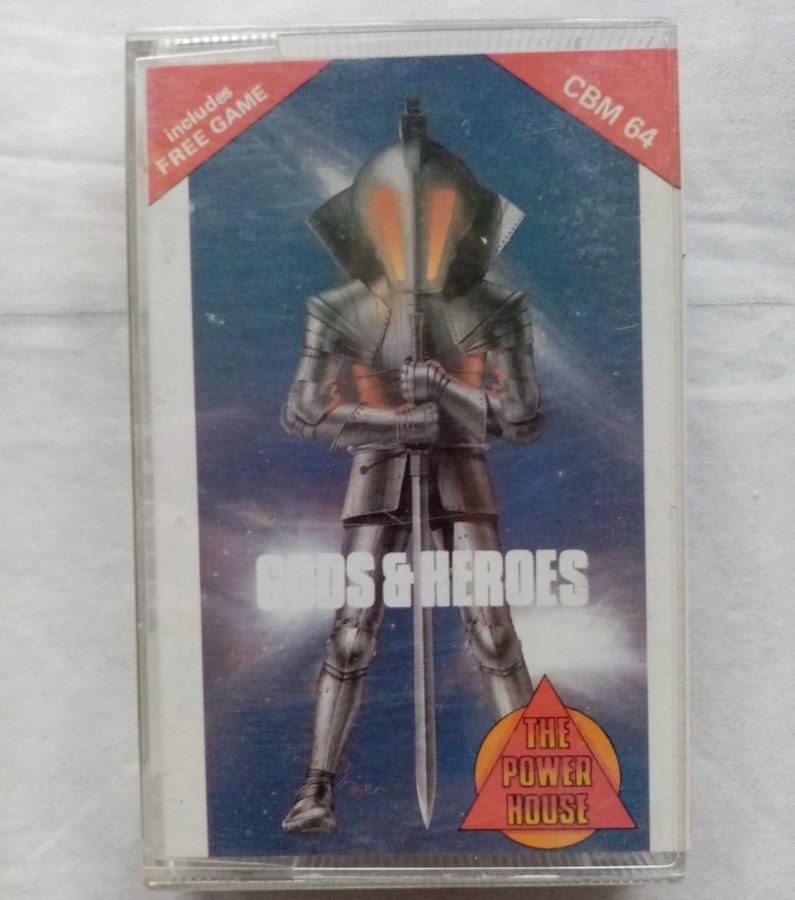 includes
FREE GAME
CBM 64
GODS & HEROES
THE
POWER
HOUSE